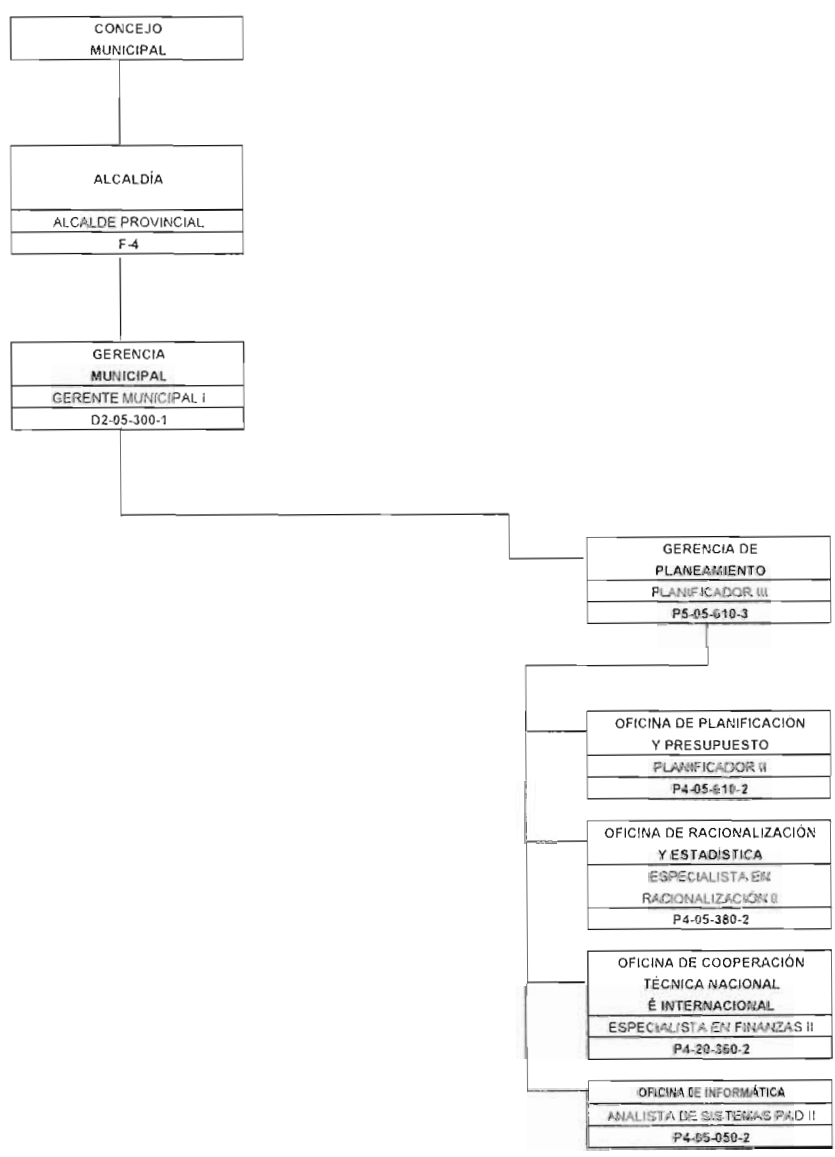 CONCEJO
MUNICIPAL
ALCALDÍA
ALCALDE PROVINCIAL
F-4
GERENCIA
MUNICIPAL
GERENTE MUNICIPAL I
D2-05-300-1
GERENCIA DE
PLANEAMIENTO
PLANIFICADOR III
P5-05-610-3
OFICINA DE PLANIFICACION
Y PRESUPUESTO
PLANIFICADOR II
P4-05-610-2
OFICINA DE RACIONALIZACIÓN
Y ESTADÍSTICA
ESPECIALISTA EN
RACIONALIZACIÓN II
P4-05-380-2
OFICINA DE COOPERACIÓN
TÉCNICA NACIONAL
É INTERNACIONAL
ESPECIALISTA EN FINANZAS II
P4-20-360-2
OFICINA DE INFORMÁTICA
ANALISTA DE SISTEMAS PAD II
P4-05-050-2